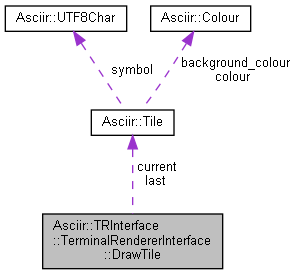 Asciir::UTF8Char
Asciir::Colour
symbol
background_colour
colour
Asciir::Tile
current
last
Asciir::TRInterface
::TerminalRendererInterface
::DrawTile